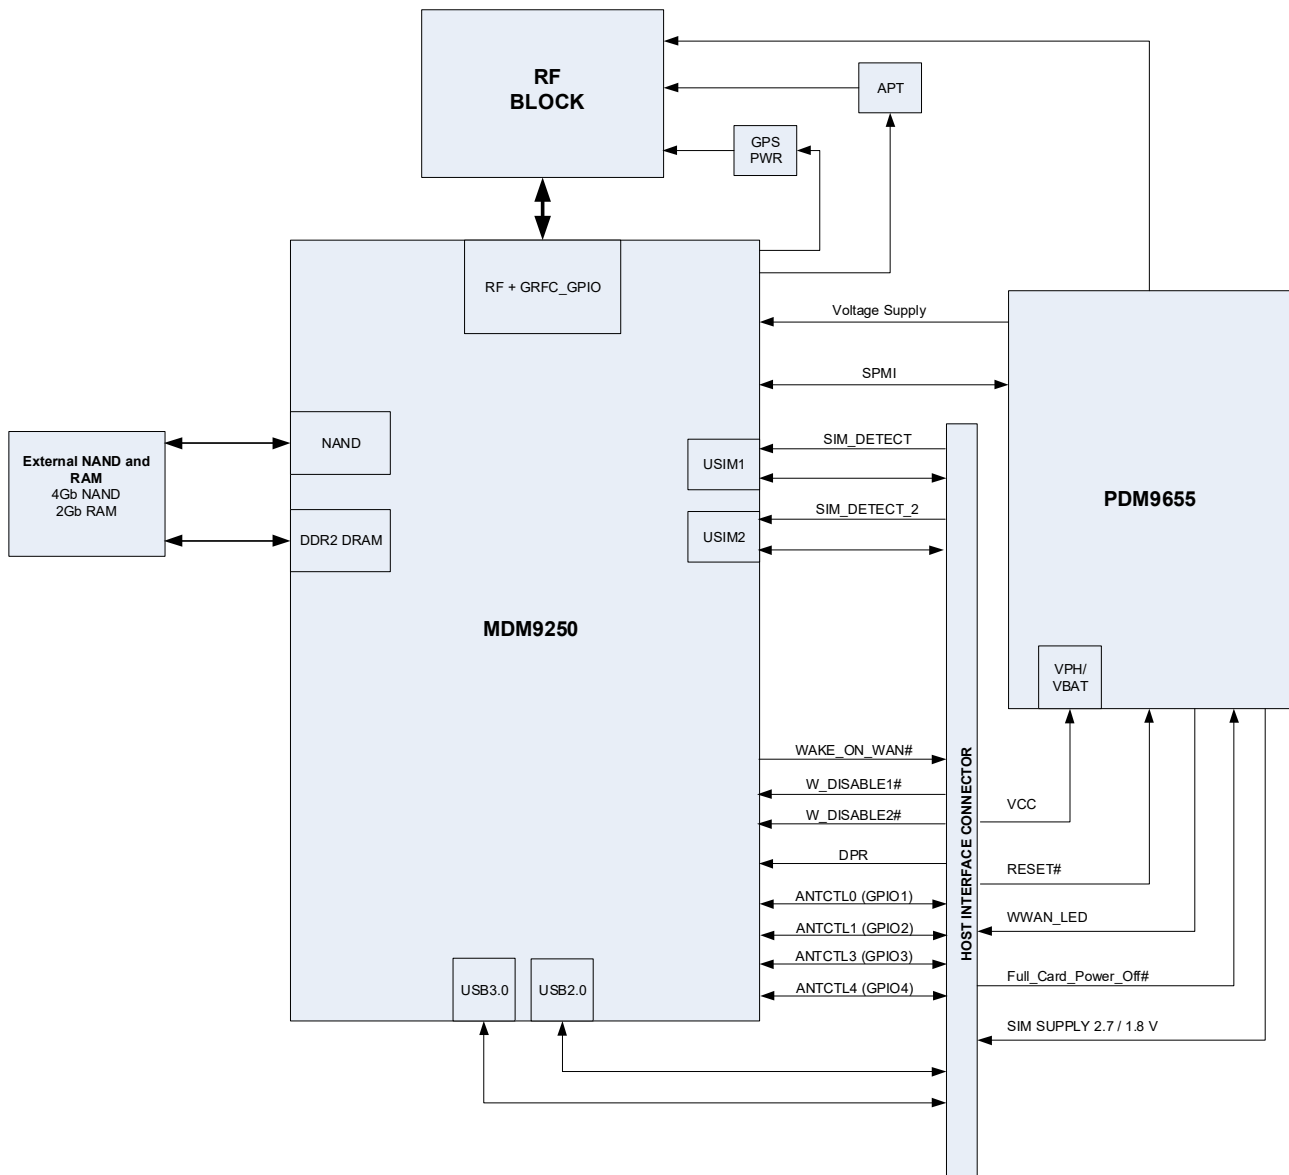 RF
BLOCK
APT
GPS
PWR
RF + GRFC_GPIO
Voltage Supply
SPMI
NAND
SIM_DETECT
USIM1
External NAND and
RAM
4Gb NAND
2Gb RAM
PDM9655
SIM_DETECT_2
USIM2
DDR2 DRAM
MDM9250
VPH/
VBAT
HOST INTERFACE CONNECTOR
WAKE_ON_WAN#
W_DISABLE1#
VCC
W_DISABLE2#
DPR
RESET#
ANTCTL0 (GPIO1)
WWAN_LED
ANTCTL1 (GPIO2)
ANTCTL3 (GPIO3)
Full_Card_Power_Off#
USB3.0
USB2.0
ANTCTL4 (GPIO4)
SIM SUPPLY 2.7 / 1.8 V